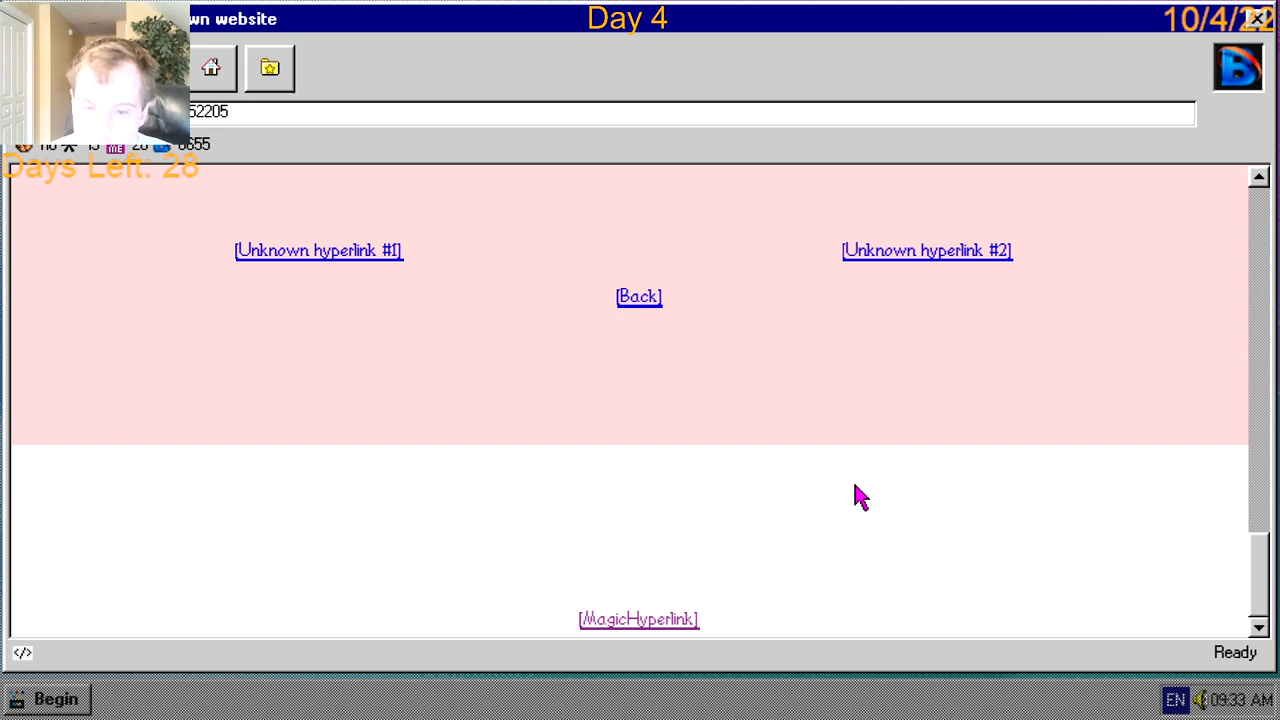 wn website
Day 4
10/4/22
52205
Days Left: 28
[Unknown hyperlink #1]
[Unknown hyperlink #2]
[Back]
[MagicHyperlink]
</>
Ready
Begin
EN
09:33 AM